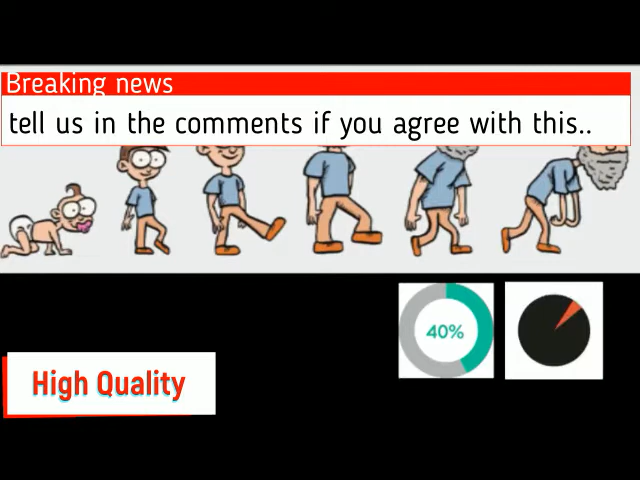 Breaking news
tell us in the comments if you agree with this..
40%
High Quality